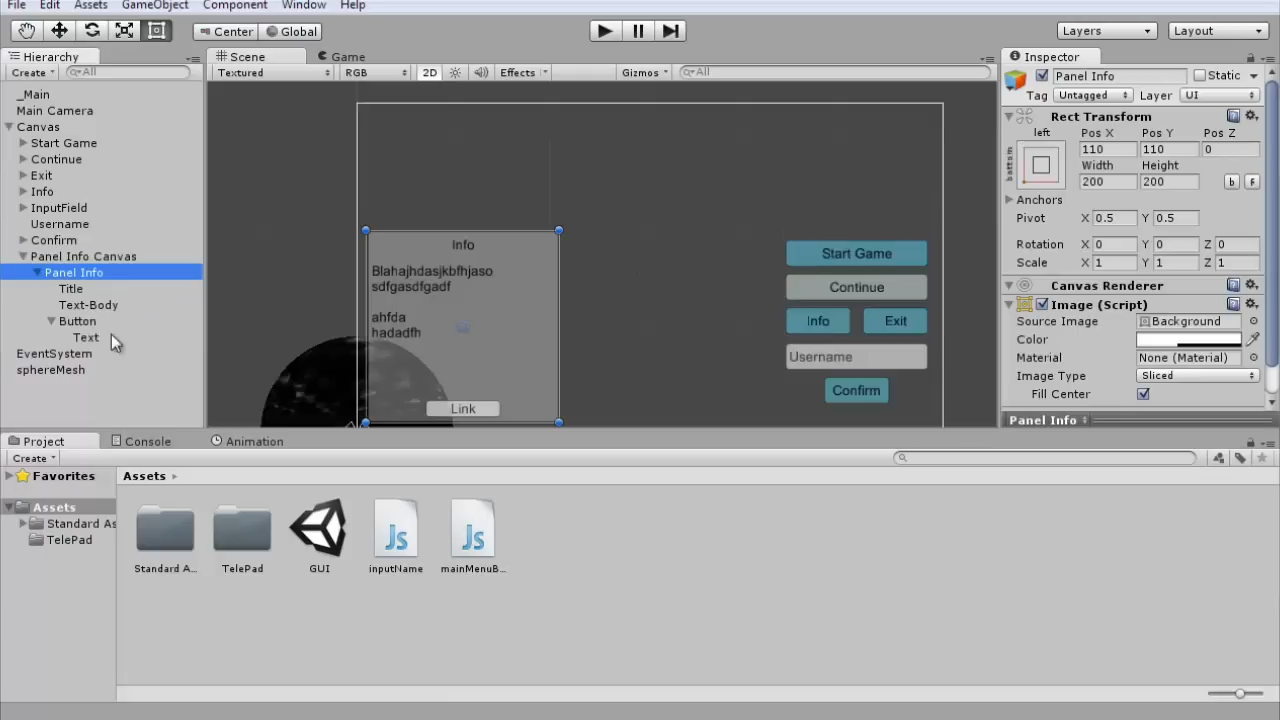 File Edit Assets GameObject Component Window Help
Center Global Layers Layout
Hierarchy
Create All
_Main
Main Camera
Canvas
Start Game
Continue
Exit
Info
InputField
Username
Confirm
Panel Info Canvas
Panel Info
Title
Text-Body
Button
Text
EventSystem
sphereMesh
Scene Game
Textured RGB 2D Effects Gizmos All
Info
Blahajhdasjkbfhjaso
sdfgasdfgadf
ahfda
hadadfh
Link
Start Game
Continue
Info Exit
Username
Confirm
Inspector
Panel Info Static
Tag Untagged Layer UI
Rect Transform
left Pos X Pos Y Pos Z
bottom 110 110 0
Width Height
200 200
Anchors
Pivot X 0.5 Y 0.5
Rotation X 0 Y 0 Z 0
Scale X 1 Y 1 Z 1
Canvas Renderer
Image (Script)
Source Image Background
Color
Material None (Material)
Image Type Sliced
Fill Center
Panel Info
Project Console Animation
Create
Favorites
Assets
Standard As
TelePad
Assets
Standard A... TelePad GUI inputName mainMenuB...
Js Js